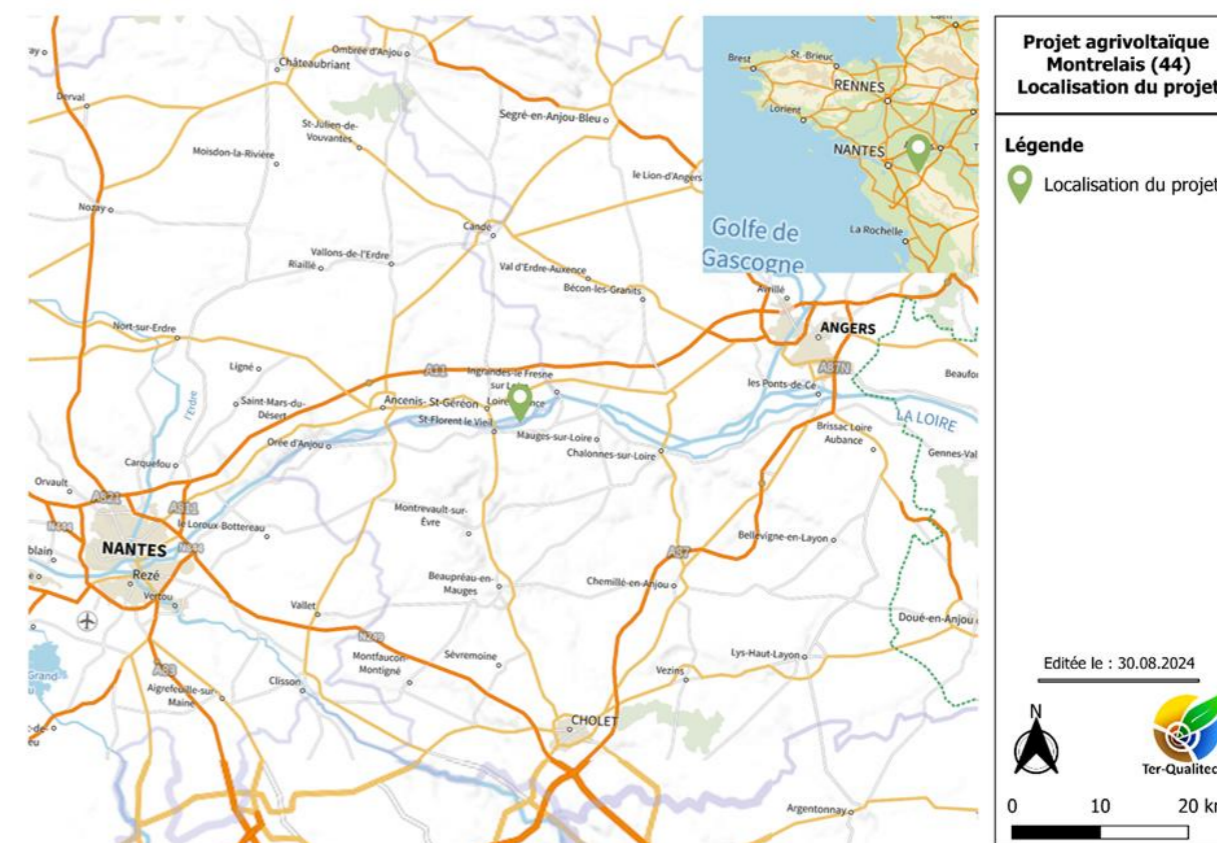 Ombrée d'Anjou
Châteaubriant
Derval
Segré-en-Anjou-Bleu
St-Julien-de-
Vouvantes
Moisdon-la-Rivière
le Lion-d'Angers
Nozay
Candé
Vallons-de-l'Erdre
Riaillé
Val d'Erdre-Auxence
Bécon-les-Granits
Avrillé
Nort-sur-Erdre
ANGERS
A11
Ligné
Ingrandes-le Fresne
sur Loire
A87N
les Ponts-de-Cé
Beaufo
Saint-Mars-du-
Désert
Ancenis- St-Géréon
l'Erdre
St-Florent le Vieil
LA LOIRE
Mauges-sur-Loire
Orée d'Anjou
Chalonnes-sur-Loire
Brissac Loire
Aubance
Gennes-Val
Carquefou
Orvault
A821
A811
N444
le Loroux-Bottereau
Montrevault-sur-
Èvre
NANTES
N844
Bellevigne-en-Layon
blain
A87
Rezé
Vertou
Beaupréau-en-
Mauges
Chemillé-en-Anjou
Vallet
Doué-en-Anjou
N249
Montfaucon-
Montigné
Sèvremoine
Lys-Haut-Layon
Vezins
Grand
A83
Aigrefeuille-sur-
Maine
Clisson
CHOLET
Argentonnay
Brest
St.-Brieuc
RENNES
Lorient
NANTES
La Rochelle
Golfe de
Gascogne
Projet agrivoltaïque
Montrelais (44)
Localisation du projet
Légende
Localisation du projet
Editée le : 30.08.2024
N
Ter-Qualitec
0 10 20 km